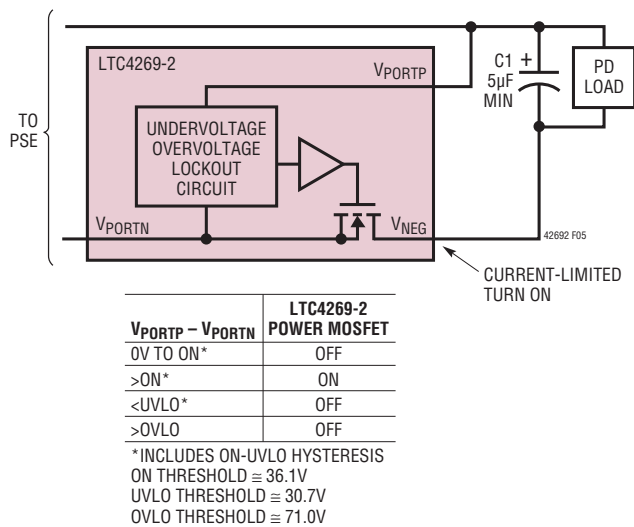 LTC4269-2
VPORTP
C1 +
5µF
MIN
PD
LOAD
TO
PSE
UNDERVOLTAGE
OVERVOLTAGE
LOCKOUT
CIRCUIT
VPORTN
VNEG
42692 F05
CURRENT-LIMITED
TURN ON
VPORTP – VPORTN
LTC4269-2
POWER MOSFET
0V TO ON* OFF
>ON* ON
<UVLO* OFF
>OVLO OFF
*INCLUDES ON-UVLO HYSTERESIS
ON THRESHOLD ≅ 36.1V
UVLO THRESHOLD ≅ 30.7V
OVLO THRESHOLD ≅ 71.0V